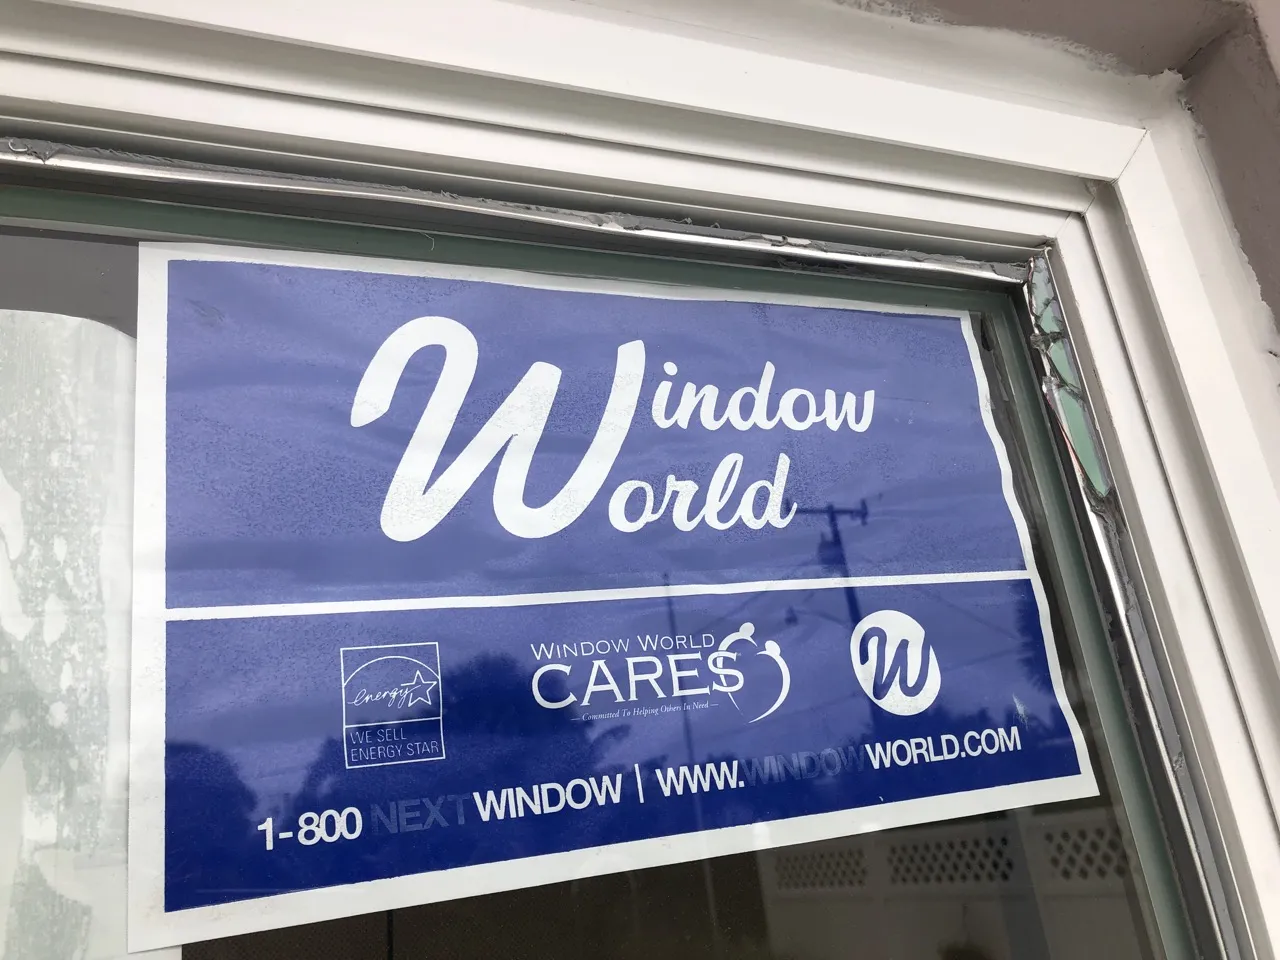 Window
World
energy
WE SELL
ENERGY STAR
WINDOW WORLD
CARES
— Committed To Helping Others In Need —
W
1-800 NEXT WINDOW | WWW.WINDOWWORLD.COM